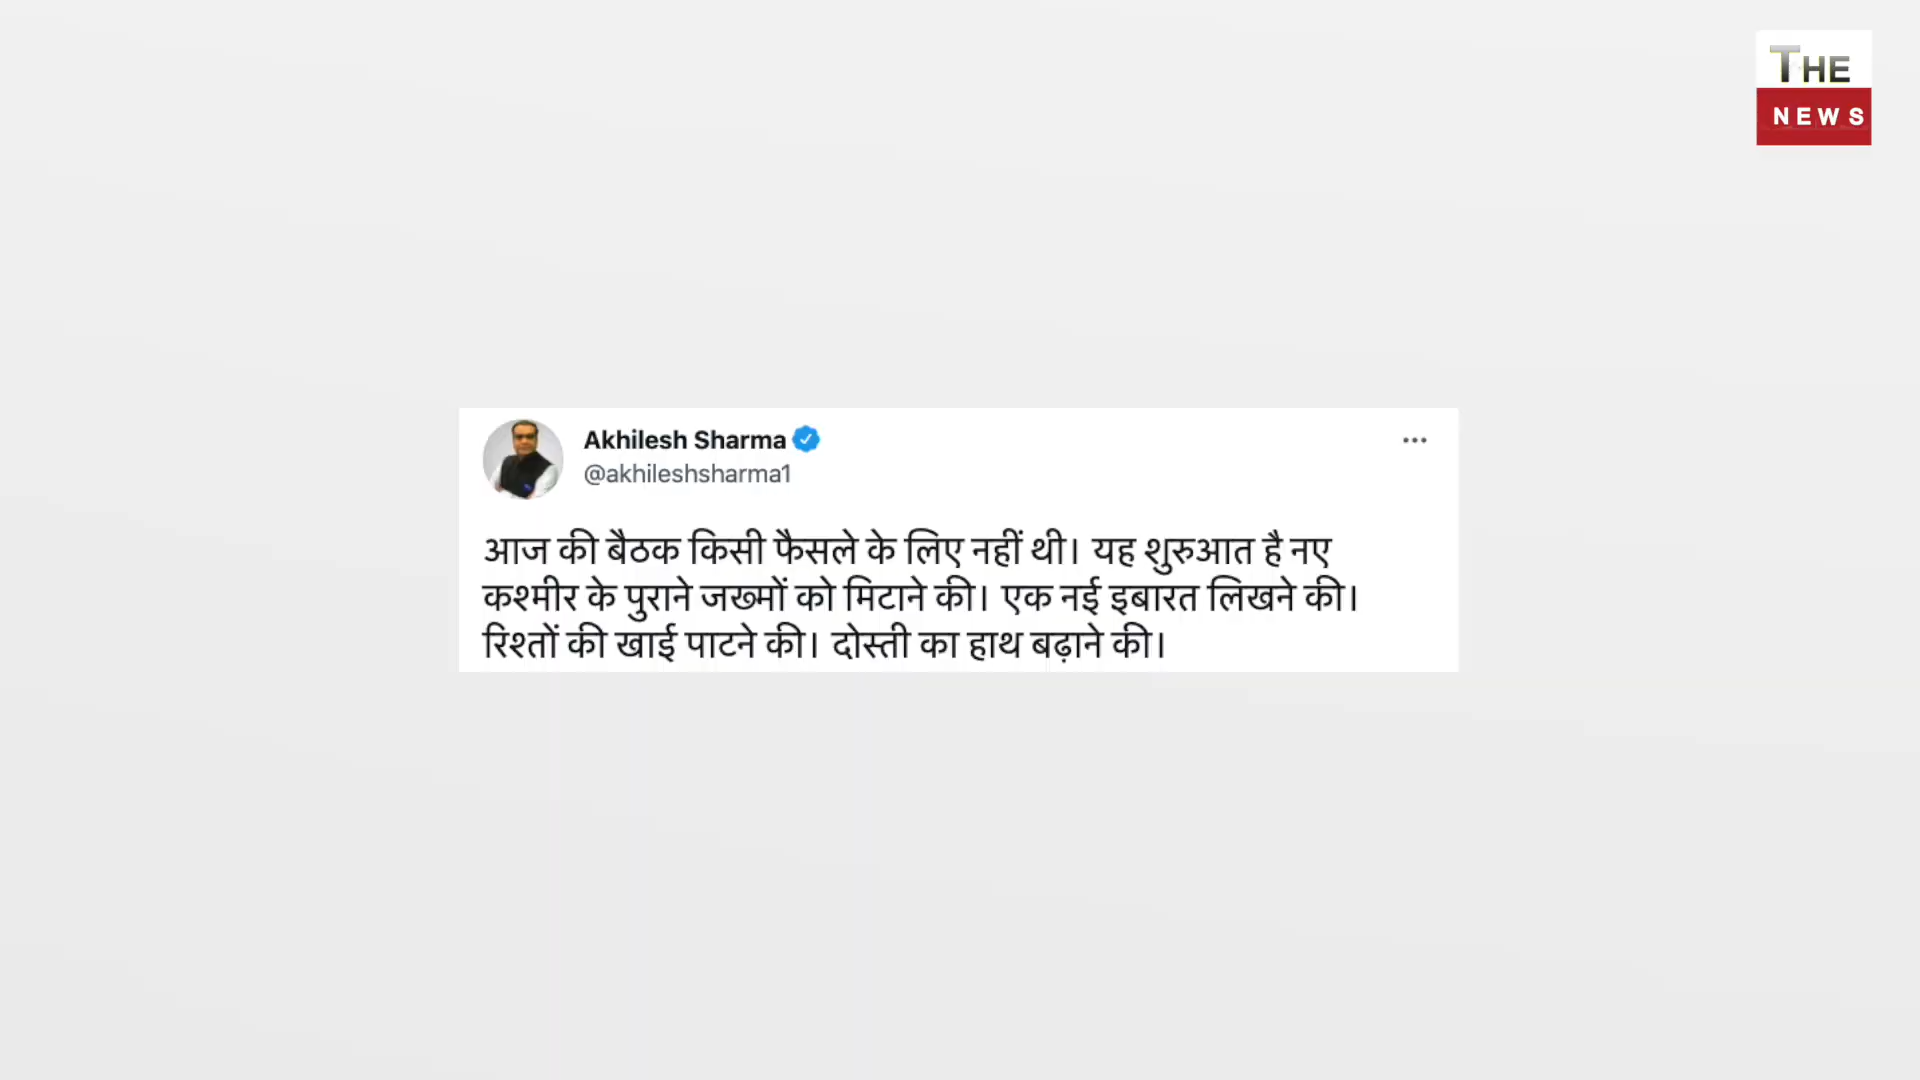 THE
NEWS
Akhilesh Sharma
@akhileshsharma1
आज की बैठक किसी फैसले के लिए नहीं थी। यह शुरुआत है नए
कश्मीर के पुराने जख्मों को मिटाने की। एक नई इबारत लिखने की।
रिश्तों की खाई पाटने की। दोस्ती का हाथ बढ़ाने की।